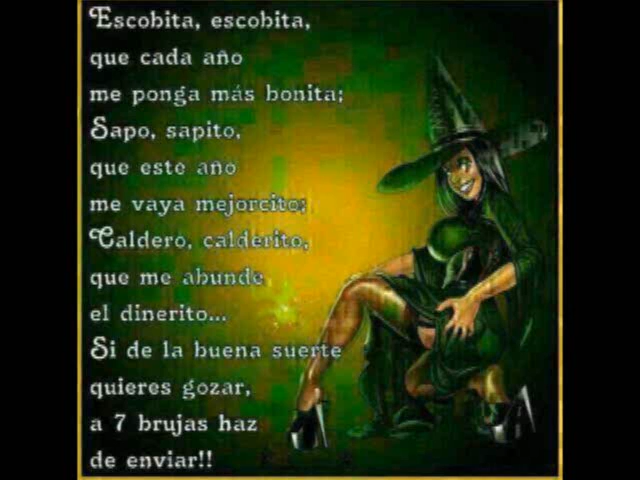 Escobita, escobita,
que cada año
me ponga más bonita;
Sapo, sapito,
que este año
me vaya mejorcito;
Caldero, calderito,
que me abunde
el dinerito...
Si de la buena suerte
quieres gozar,
a 7 brujas haz
de enviar!!